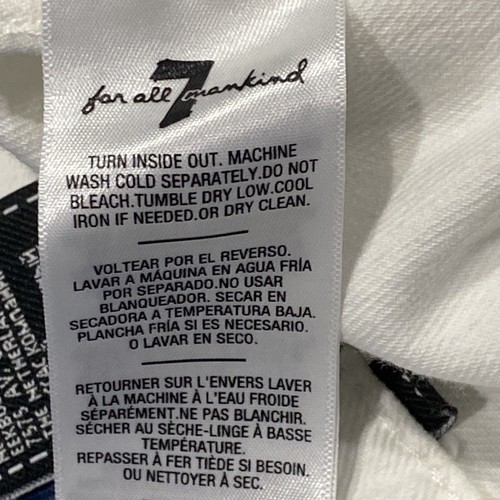 for all 7 mankind
TURN INSIDE OUT. MACHINE
WASH COLD SEPARATELY.DO NOT
BLEACH.TUMBLE DRY LOW.COOL
IRON IF NEEDED.OR DRY CLEAN.
VOLTEAR POR EL REVERSO.
LAVAR A MÁQUINA EN AGUA FRÍA
POR SEPARADO.NO USAR
BLANQUEADOR. SECAR EN
SECADORA A TEMPERATURA BAJA.
PLANCHA FRÍA SI ES NECESARIO.
O LAVAR EN SECO.
RETOURNER SUR L'ENVERS LAVER
À LA MACHINE À L'EAU FROIDE
SÉPARÉMENT.NE PAS BLANCHIR.
SÉCHER AU SÈCHE-LINGE À BASSE
TEMPÉRATURE.
REPASSER À FER TIÈDE SI BESOIN.
OU NETTOYER À SEC.